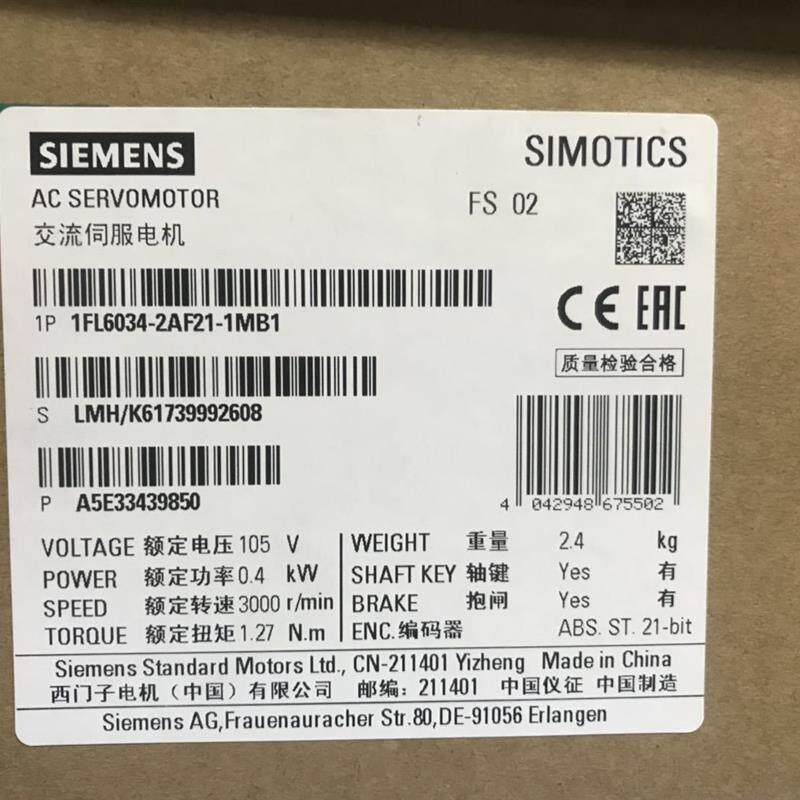 SIEMENS
SIMOTICS
AC SERVOMOTOR
FS 02
交流伺服电机
1P 1FL6034-2AF21-1MB1
CE EAC
质量检验合格
S LMH/K61739992608
P A5E33439850
4 042948 675502
VOLTAGE 额定电压 105 V
POWER 额定功率 0.4 kW
SPEED 额定转速 3000 r/min
TORQUE 额定扭矩 1.27 N.m
WEIGHT 重量 2.4 kg
SHAFT KEY 轴键 Yes 有
BRAKE 抱闸 Yes 有
ENC. 编码器 ABS. ST. 21-bit
Siemens Standard Motors Ltd., CN-211401 Yizheng Made in China
西门子电机（中国）有限公司 邮编: 211401 中国仪征 中国制造
Siemens AG,Frauenauracher Str.80,DE-91056 Erlangen